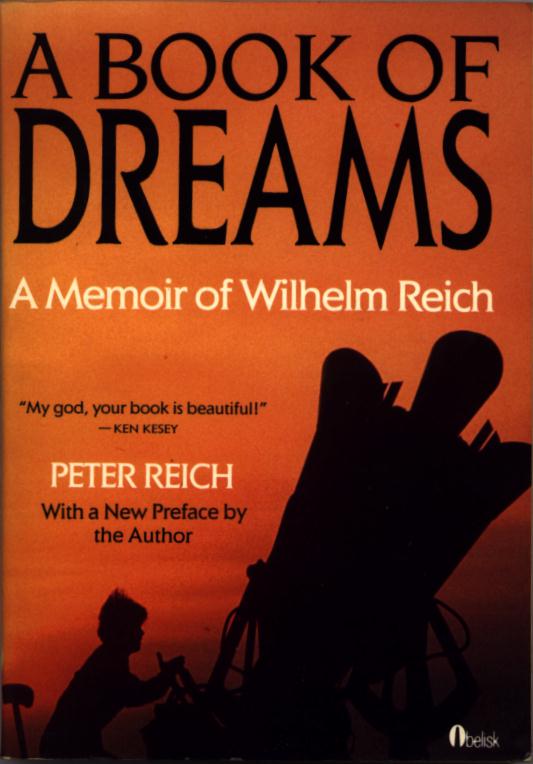 A BOOK OF
DREAMS
A Memoir of Wilhelm Reich
“My god, your book is beautiful!”
— KEN KESEY
PETER REICH
With a New Preface by
the Author
Obelisk